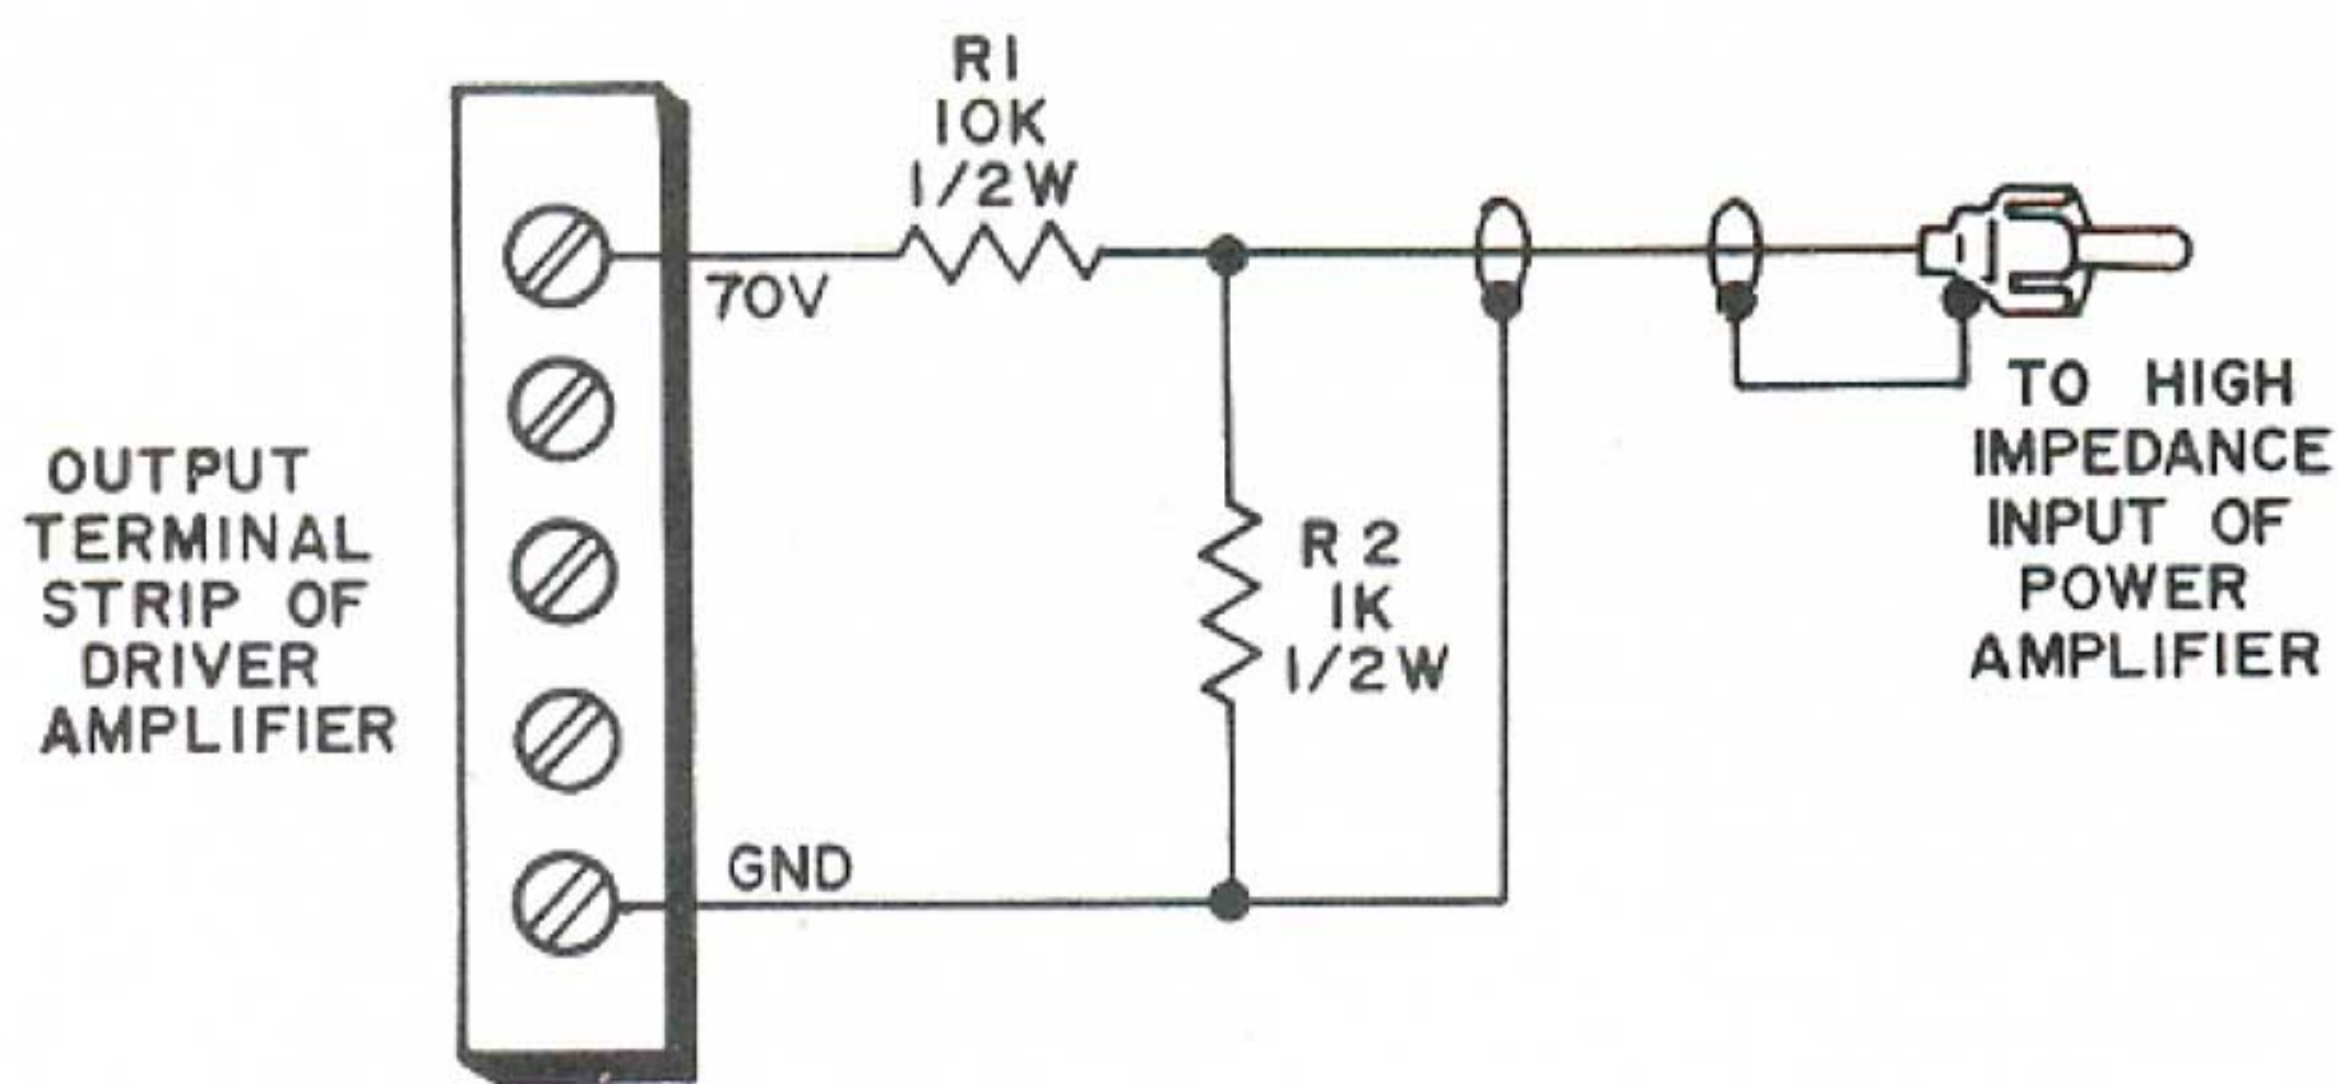 R1
10K
1/2W
70V
OUTPUT
TERMINAL
STRIP OF
DRIVER
AMPLIFIER
R2
1K
1/2W
GND
TO HIGH
IMPEDANCE
INPUT OF
POWER
AMPLIFIER